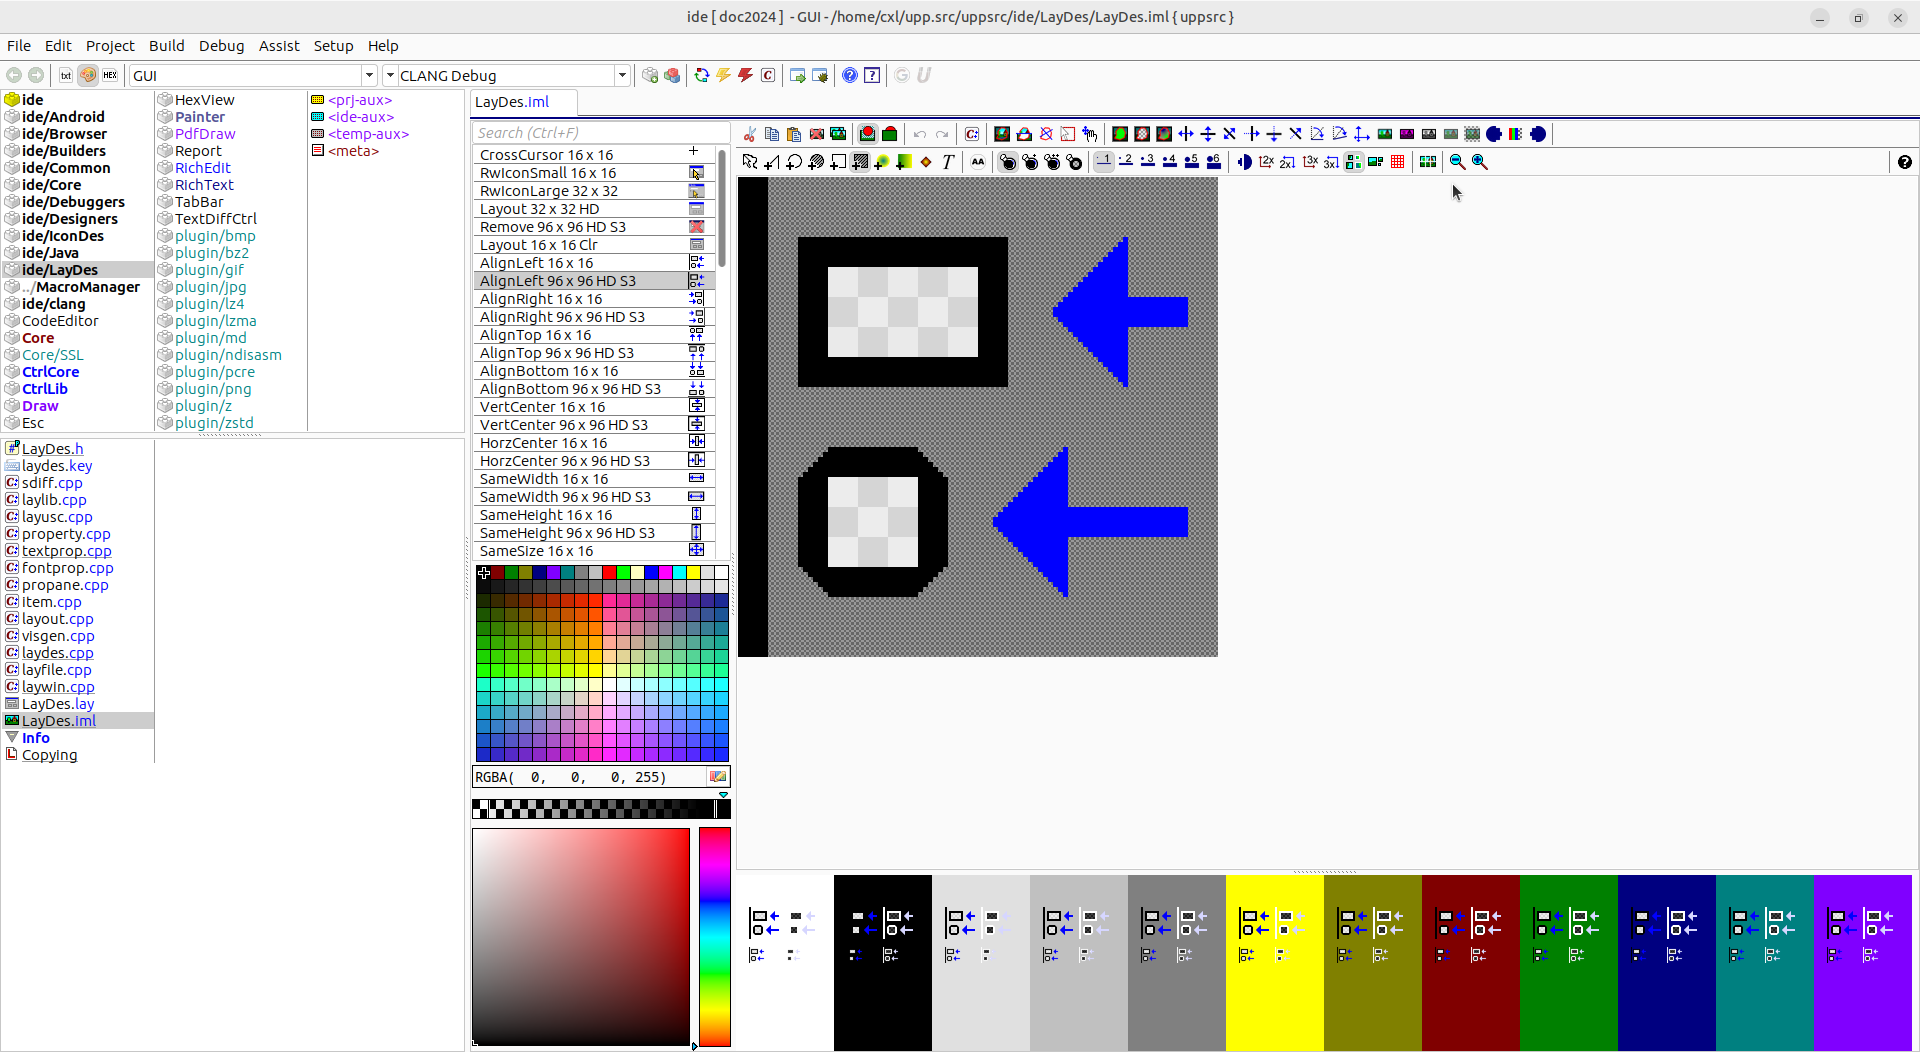 ide [ doc2024 ] - GUI - /home/cxl/upp.src/uppsrc/ide/LayDes/LayDes.iml { uppsrc }
File Edit Project Build Debug Assist Setup Help
txt HEX GUI CLANG Debug
ide
ide/Android
ide/Browser
ide/Builders
ide/Common
ide/Core
ide/Debuggers
ide/Designers
ide/IconDes
ide/Java
ide/LayDes
../MacroManager
ide/clang
CodeEditor
Core
Core/SSL
CtrlCore
CtrlLib
Draw
Esc
HexView
Painter
PdfDraw
Report
RichEdit
RichText
TabBar
TextDiffCtrl
plugin/bmp
plugin/bz2
plugin/gif
plugin/jpg
plugin/lz4
plugin/lzma
plugin/md
plugin/ndisasm
plugin/pcre
plugin/png
plugin/z
plugin/zstd
<prj-aux>
<ide-aux>
<temp-aux>
<meta>
LayDes.h
laydes.key
sdiff.cpp
laylib.cpp
layusc.cpp
property.cpp
textprop.cpp
fontprop.cpp
propane.cpp
item.cpp
layout.cpp
visgen.cpp
laydes.cpp
layfile.cpp
laywin.cpp
LayDes.lay
LayDes.iml
Info
Copying
LayDes.iml
Search (Ctrl+F)
CrossCursor 16 x 16
RwIconSmall 16 x 16
RwIconLarge 32 x 32
Layout 32 x 32 HD
Remove 96 x 96 HD S3
Layout 16 x 16 Clr
AlignLeft 16 x 16
AlignLeft 96 x 96 HD S3
AlignRight 16 x 16
AlignRight 96 x 96 HD S3
AlignTop 16 x 16
AlignTop 96 x 96 HD S3
AlignBottom 16 x 16
AlignBottom 96 x 96 HD S3
VertCenter 16 x 16
VertCenter 96 x 96 HD S3
HorzCenter 16 x 16
HorzCenter 96 x 96 HD S3
SameWidth 16 x 16
SameWidth 96 x 96 HD S3
SameHeight 16 x 16
SameHeight 96 x 96 HD S3
SameSize 16 x 16
RGBA( 0, 0, 0, 255)
T AA 1 2 3 4 5 6 2x 2x 3x 3x